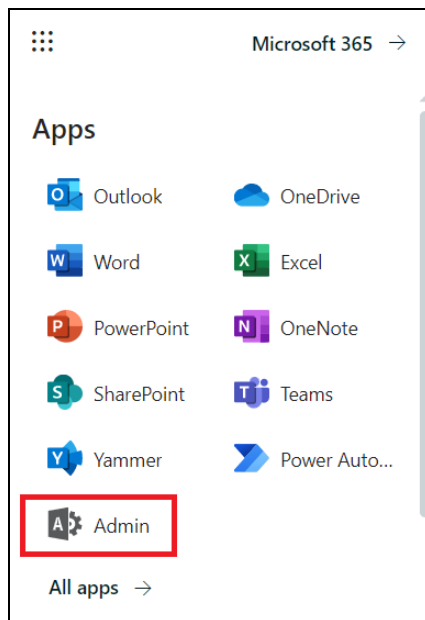 Microsoft 365 →
Apps
Outlook
OneDrive
Word
Excel
PowerPoint
OneNote
SharePoint
Teams
Yammer
Power Auto...
Admin
All apps →